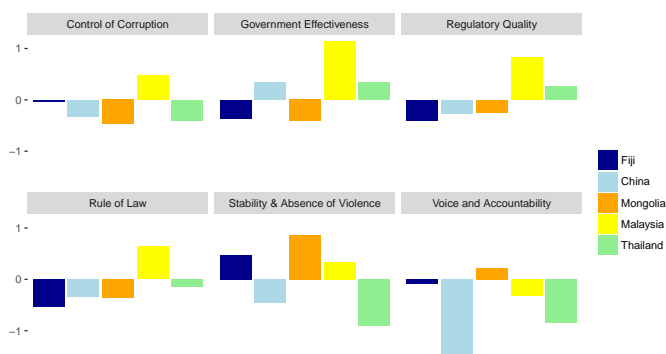 Control of Corruption
Government Effectiveness
Regulatory Quality
1
0
−1
Rule of Law
Stability & Absence of Violence
Voice and Accountability
1
0
−1
Fiji
China
Mongolia
Malaysia
Thailand